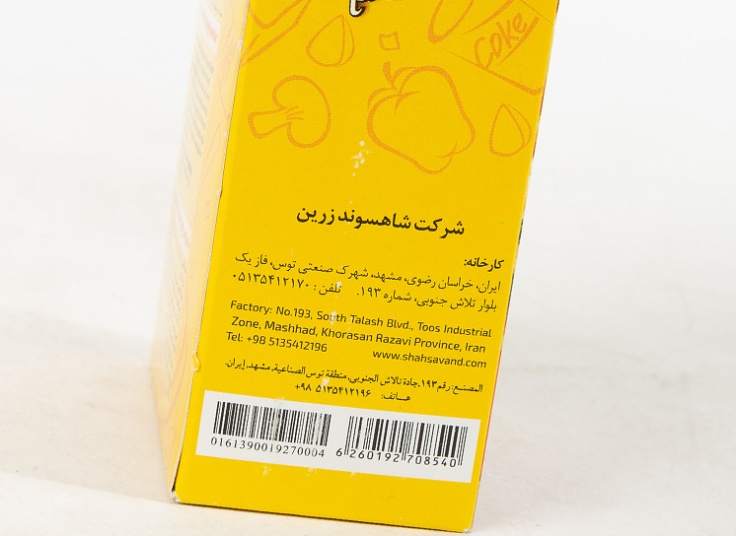 coke
شرکت شاهسوند زرین
کارخانه:
ایران، خراسان رضوی، مشهد، شهرک صنعتی توس، فاز یک
بلوار تلاش جنوبی، شماره ۱۹۳. تلفن: ۰۵۱۳۵۴۱۲۱۷۰
Factory: No.193, South Talash Blvd., Toos Industrial
Zone, Mashhad, Khorasan Razavi Province, Iran
Tel: +98 5135412196 www.shahsavand.com
المصنع: رقم ۱۹۳، جادة تالاش الجنوبي، منطقة توس الصناعية، مشهد، إيران.
هاتف: ۵۱۳۵۴۱۲۱۹۶ ۹۸+
0161390019270004 6 260192 708540